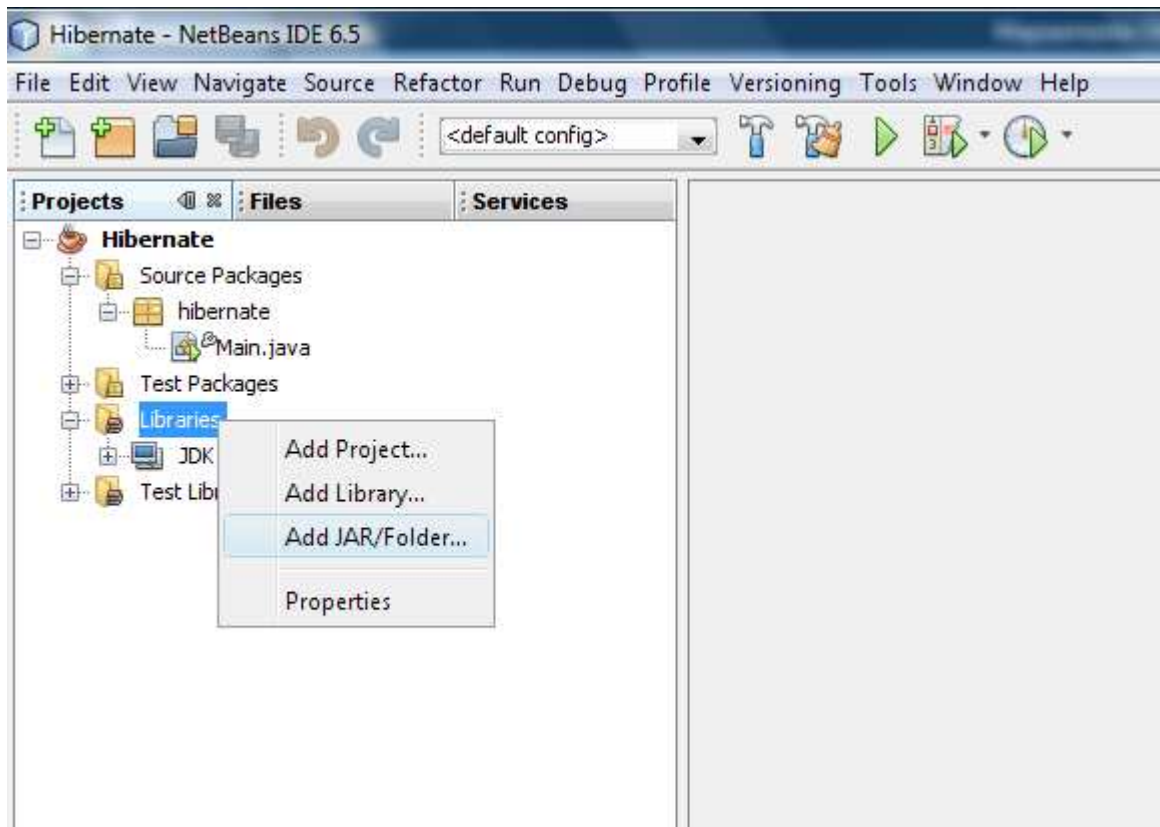 Hibernate - NetBeans IDE 6.5
File Edit View Navigate Source Refactor Run Debug Profile Versioning Tools Window Help
<default config>
Projects Files Services
Hibernate
Source Packages
hibernate
Main.java
Test Packages
Libraries
Add Project...
JDK
Add Library...
Test Lib
Add JAR/Folder...
Properties